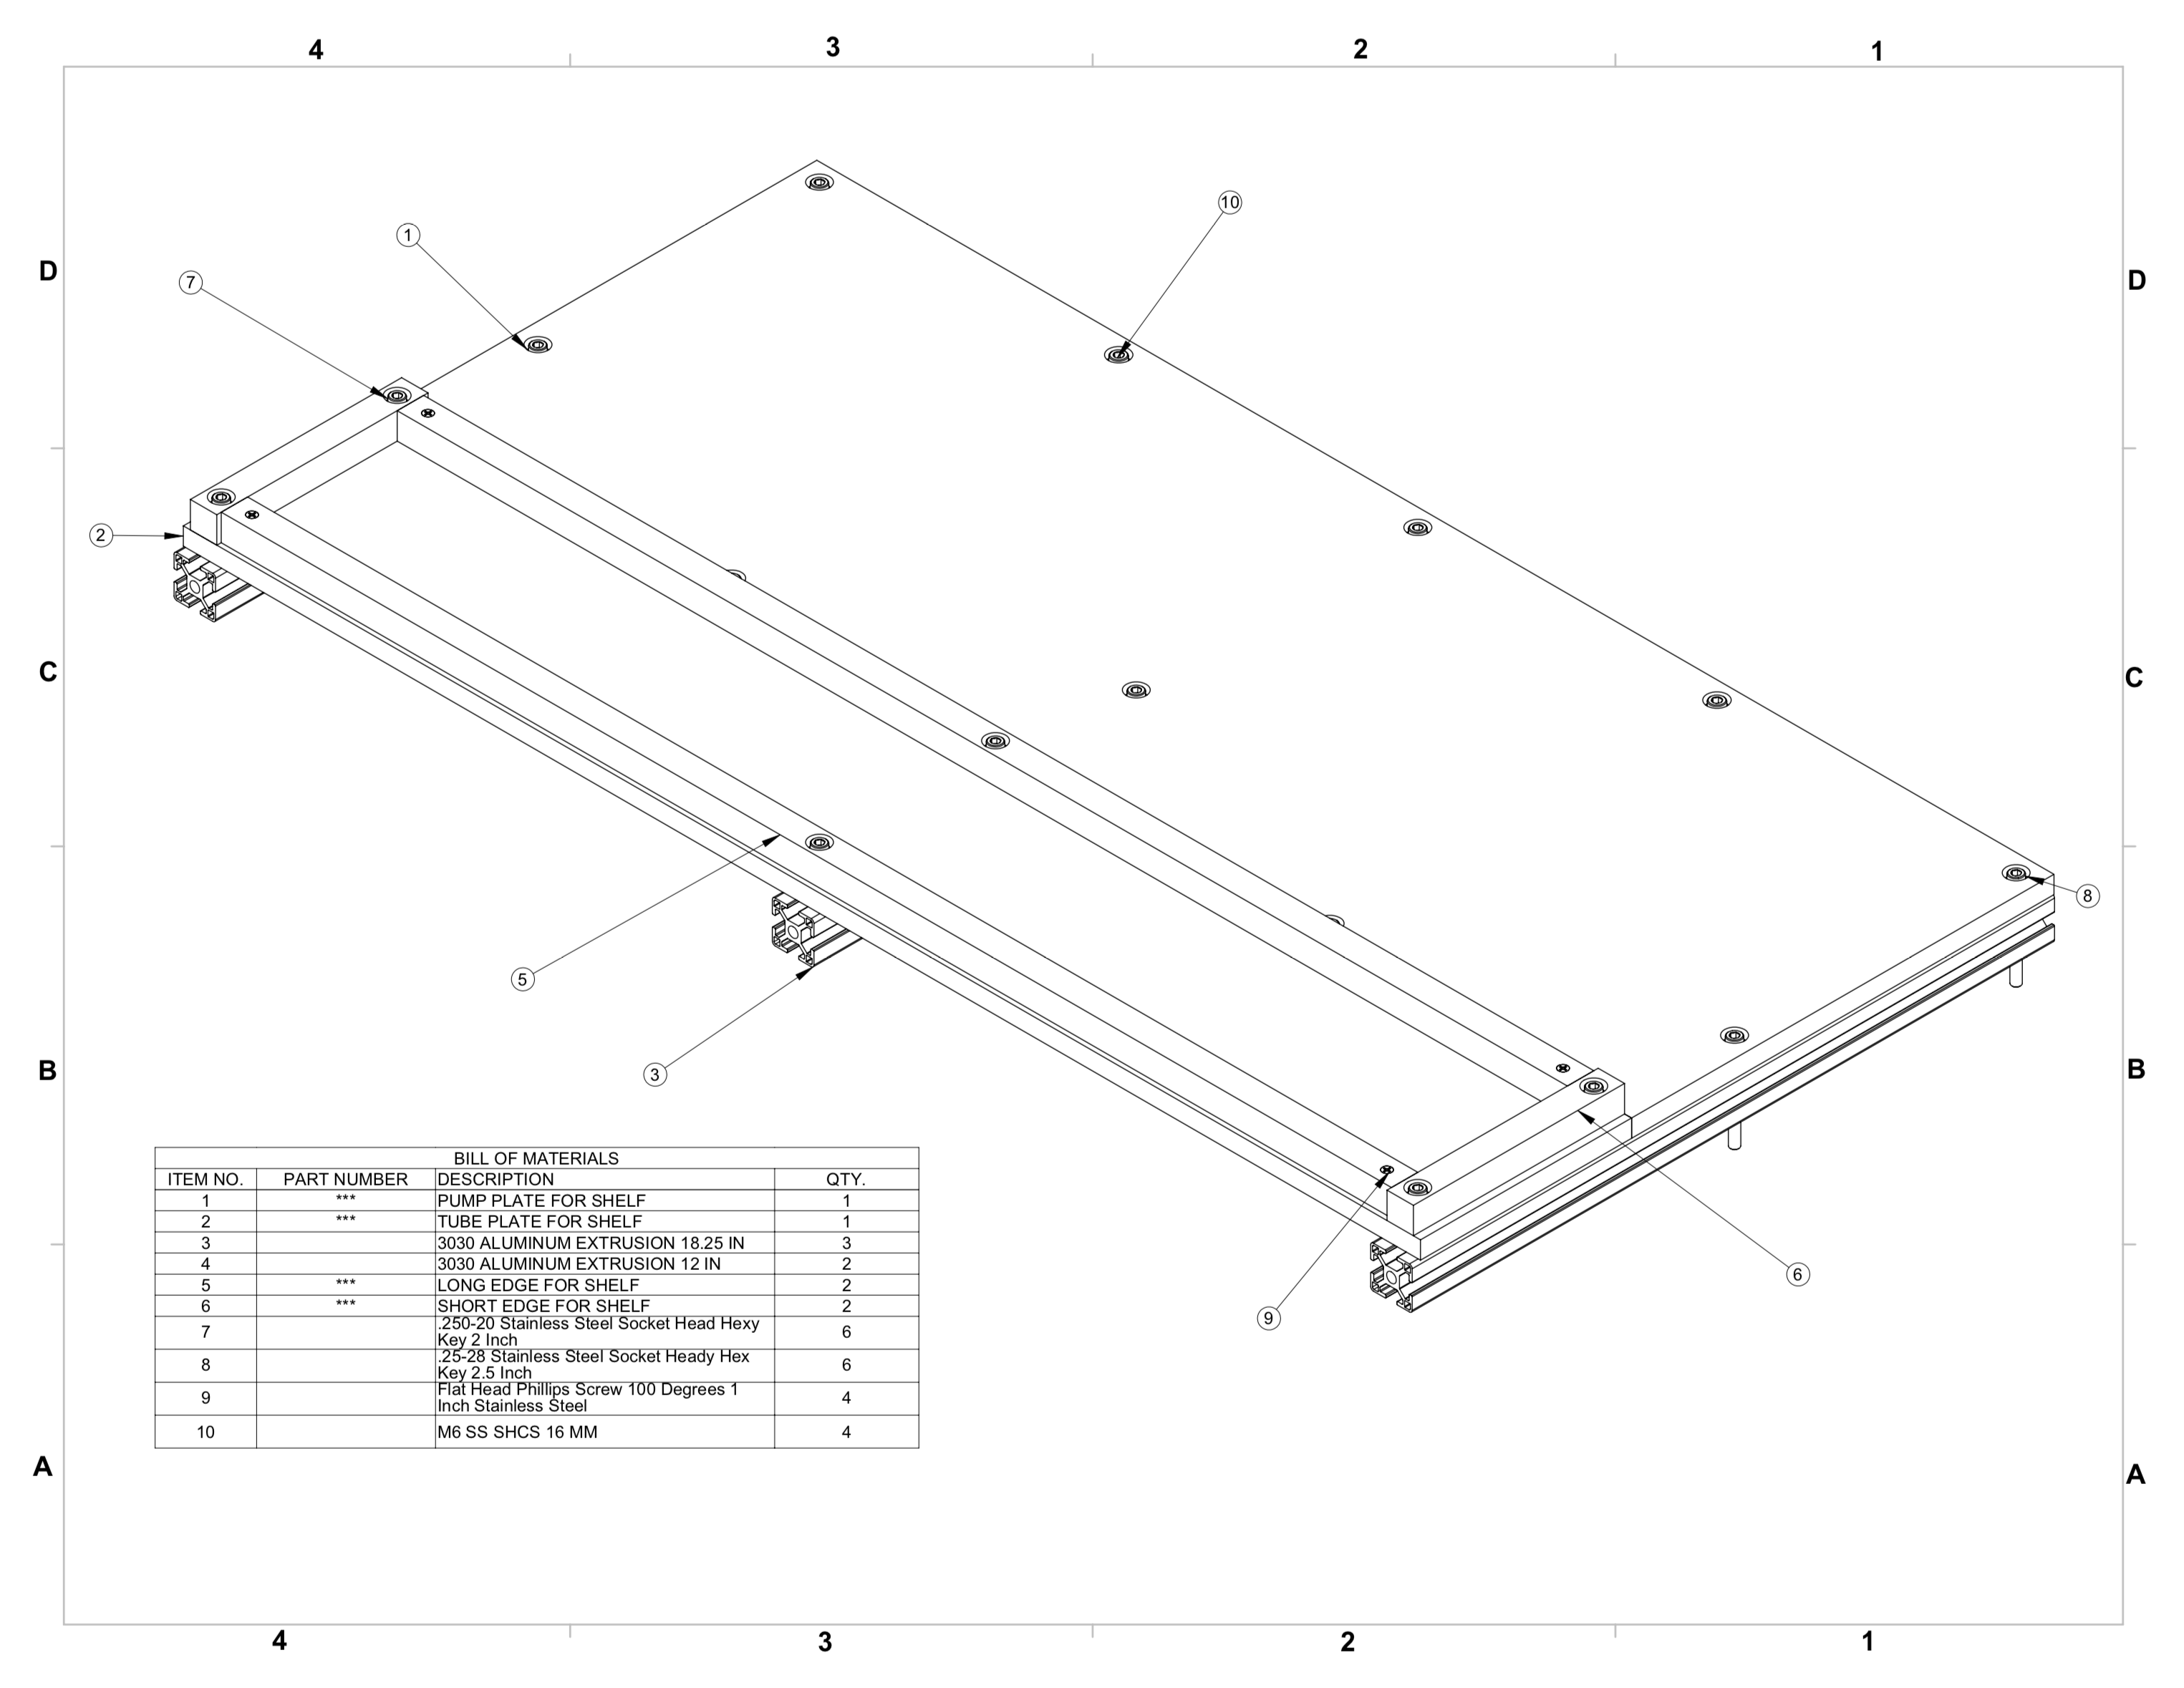 4 3 2 1
10
1
D D
7
2
C C
8
5
B 3 B
BILL OF MATERIALS
ITEM NO. PART NUMBER DESCRIPTION QTY.
1 *** PUMP PLATE FOR SHELF 1
2 *** TUBE PLATE FOR SHELF 1
3 3030 ALUMINUM EXTRUSION 18.25 IN 3
4 3030 ALUMINUM EXTRUSION 12 IN 2
5 *** LONG EDGE FOR SHELF 2
6 *** SHORT EDGE FOR SHELF 2
7 .250-20 Stainless Steel Socket Head Hexy
Key 2 Inch 6
8 .25-28 Stainless Steel Socket Heady Hex
Key 2.5 Inch 6
9 Flat Head Phillips Screw 100 Degrees 1
Inch Stainless Steel 4
10 M6 SS SHCS 16 MM 4
6
9
A A
4 3 2 1